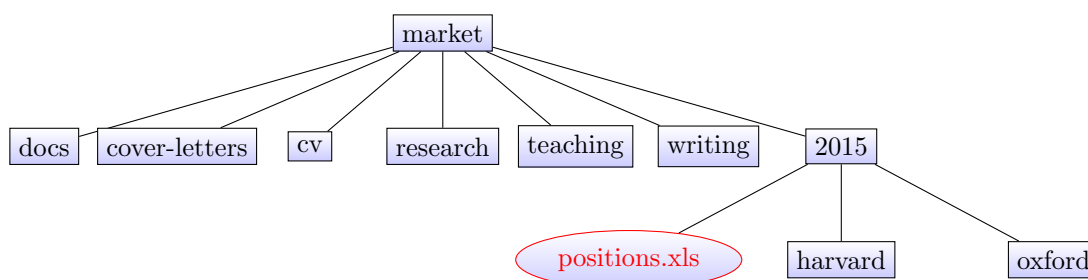 market
docs
cover-letters
cv
research
teaching
writing
2015
positions.xls
harvard
oxford